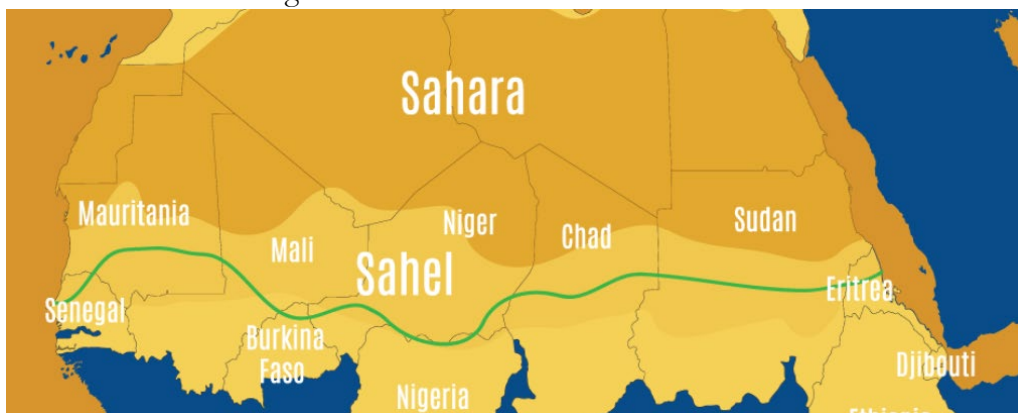 Sahara
Mauritania
Niger
Sudan
Chad
Mali
Sahel
Eritrea
Senegal
Burkina
Faso
Djibouti
Nigeria